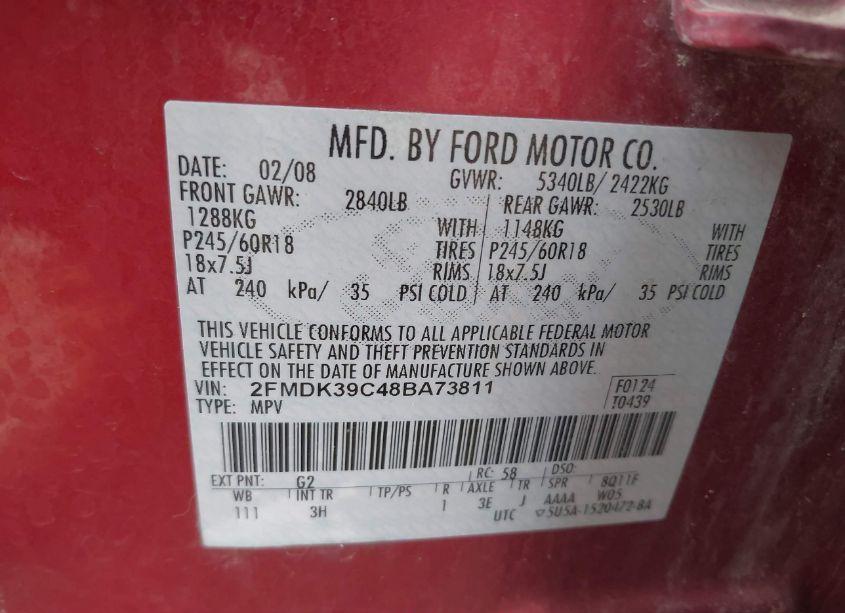 MFD. BY FORD MOTOR CO.
DATE: 02/08 GVWR: 5340LB/ 2422KG
FRONT GAWR: 2840LB REAR GAWR: 2530LB
1288KG WITH 1148KG WITH
P245/60R18 TIRES P245/60R18 TIRES
18x7.5J RIMS 18x7.5J RIMS
AT 240 kPa/ 35 PSI COLD AT 240 kPa/ 35 PSI COLD
THIS VEHICLE CONFORMS TO ALL APPLICABLE FEDERAL MOTOR
VEHICLE SAFETY AND THEFT PREVENTION STANDARDS IN
EFFECT ON THE DATE OF MANUFACTURE SHOWN ABOVE.
VIN: 2FMDK39C48BA73811 F0124
TYPE: MPV T0439
EXT PNT: G2 RC: 58 DSO:
WB INT TR TP/PS R AXLE TR SPR 8Q11F
111 3H 1 3E J AAAA W05
UTC 5U5A-1520472-BA